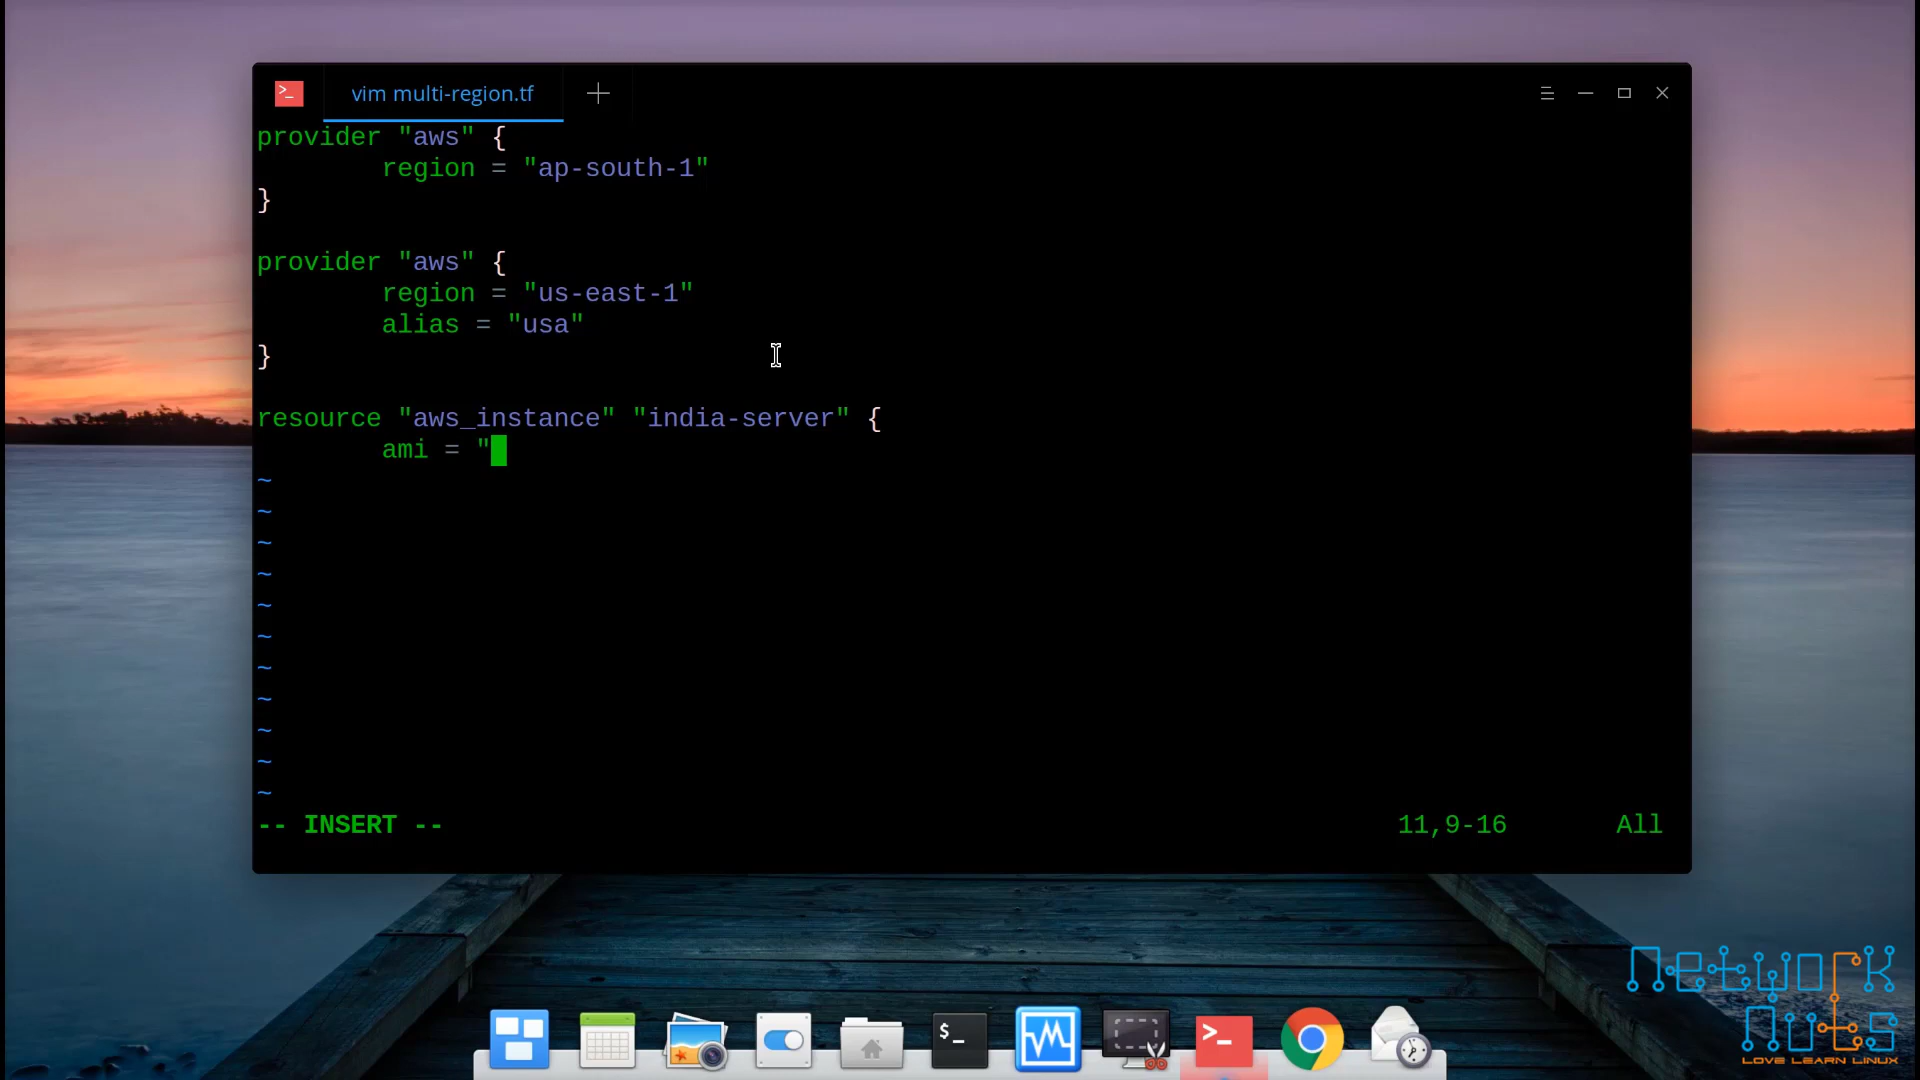 vim multi-region.tf
provider "aws" {
        region = "ap-south-1"
}

provider "aws" {
        region = "us-east-1"
        alias = "usa"
}

resource "aws_instance" "india-server" {
        ami = "
~
~
~
~
~
~
~
~
~
~
~
-- INSERT --                    11,9-16        All
Network
Nuts
LOVE LEARN LINUX